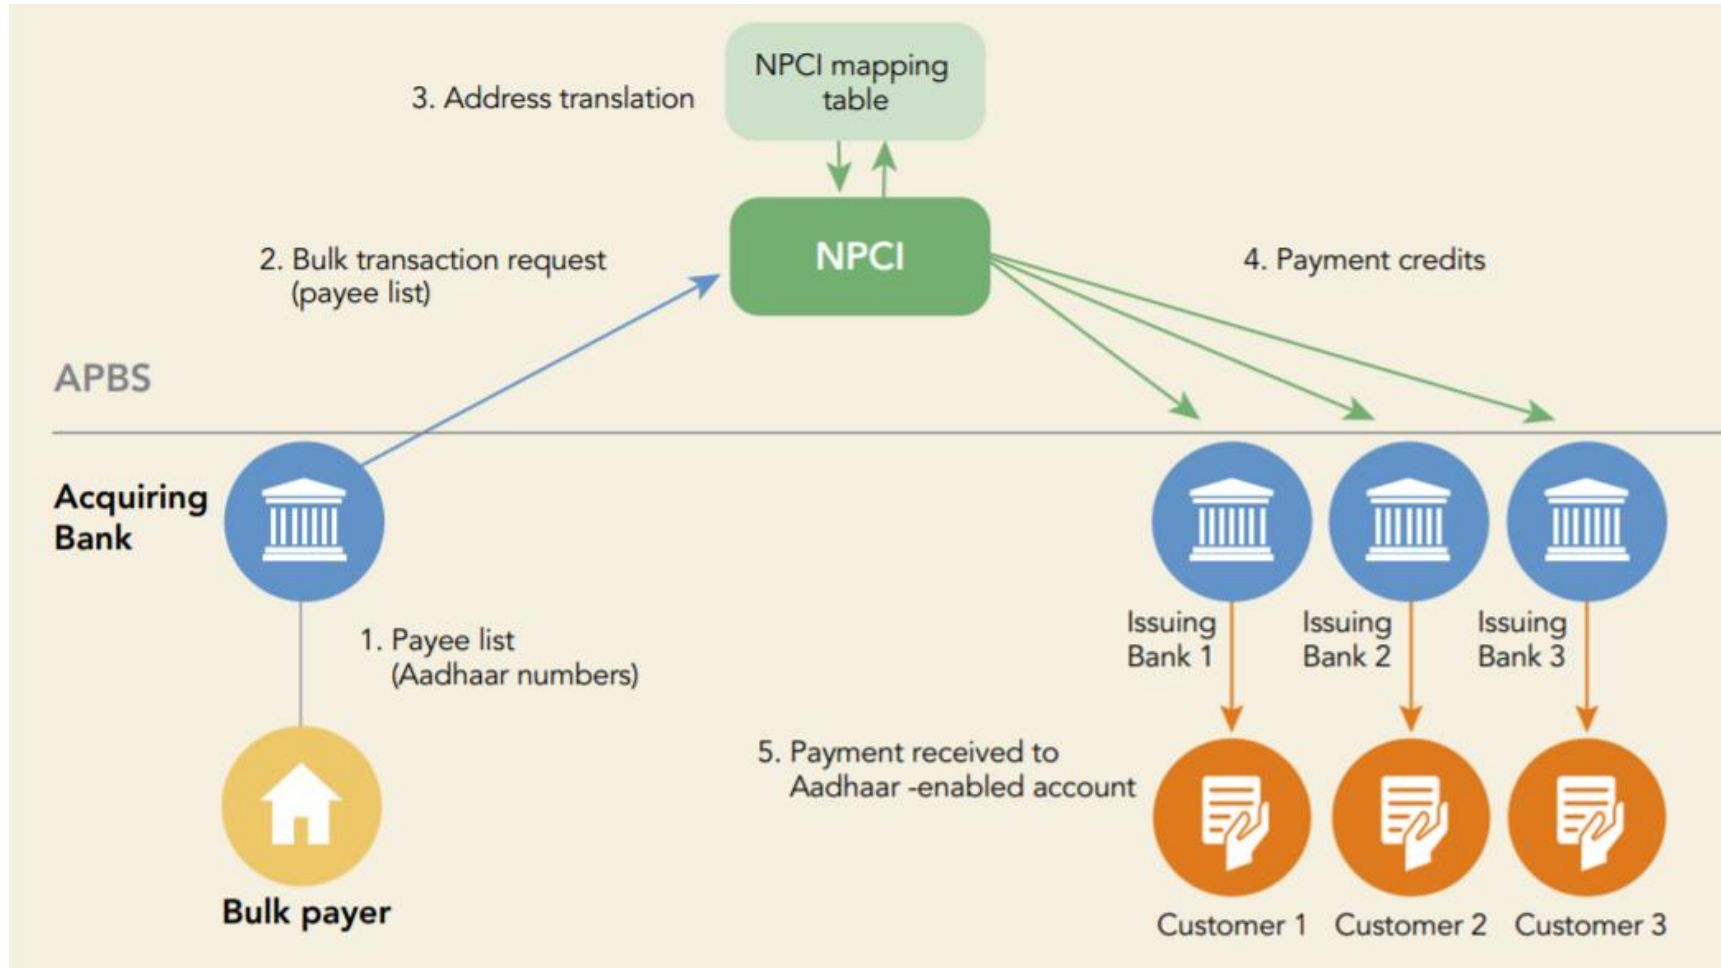 NPCI mapping
table
3. Address translation
NPCI
2. Bulk transaction request
(payee list)
4. Payment credits
APBS
Acquiring
Bank
1. Payee list
(Aadhaar numbers)
Issuing
Bank 1
Issuing
Bank 2
Issuing
Bank 3
5. Payment received to
Aadhaar -enabled account
Bulk payer
Customer 1
Customer 2
Customer 3